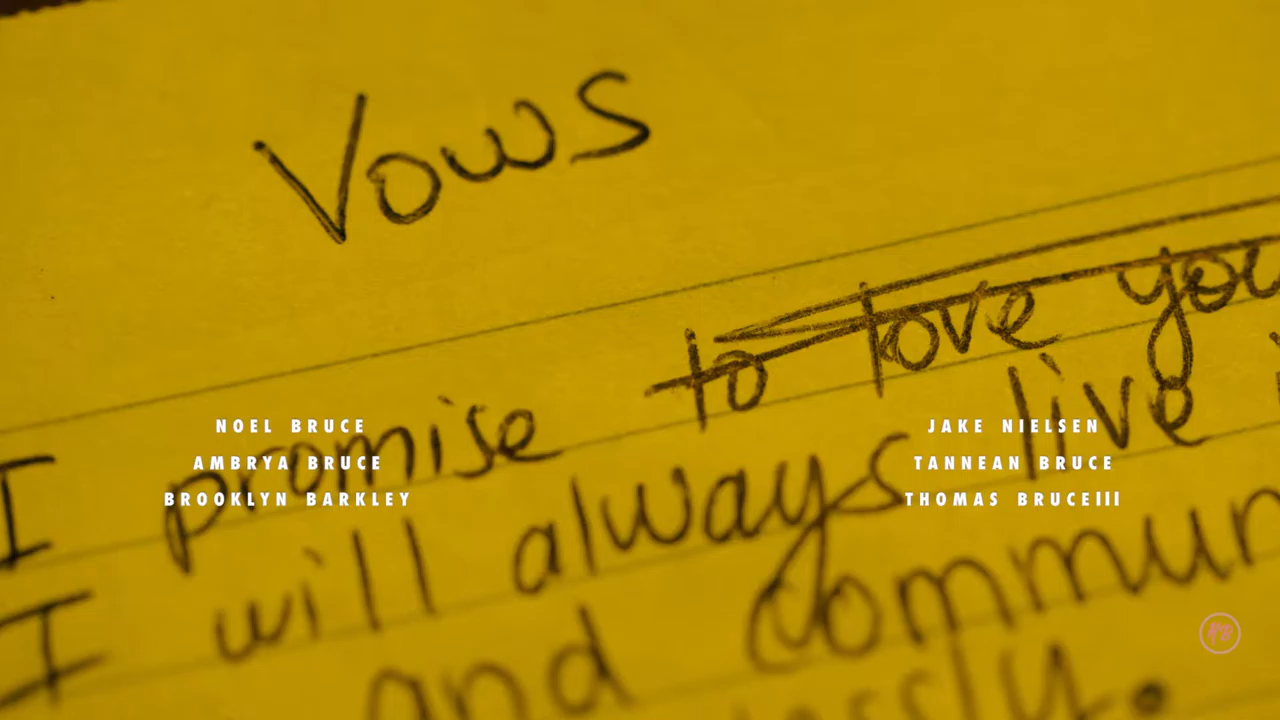 Vows
to love you
I promise
I will always live
and commun
NOEL BRUCE
AMBRYA BRUCE
BROOKLYN BARKLEY
JAKE NIELSEN
TANNEAN BRUCE
THOMAS BRUCEIII